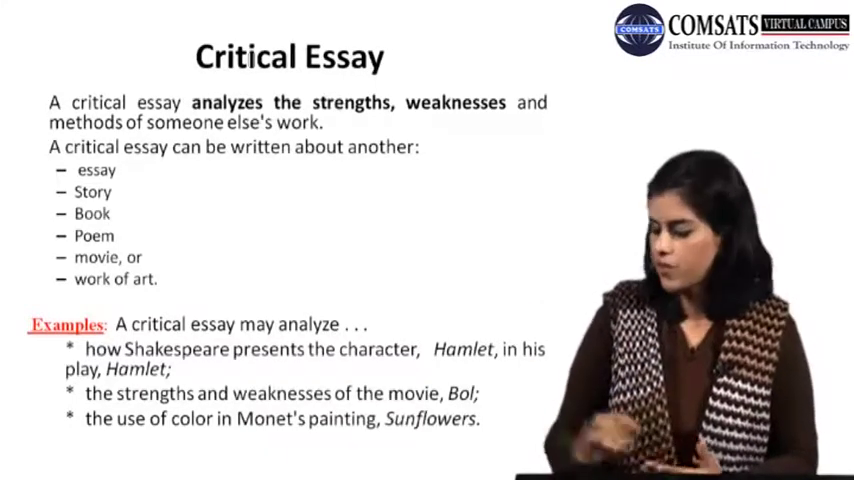 COMSATS VIRTUAL CAMPUS
COMSATS
Institute Of Information Technology
Critical Essay
A critical essay analyzes the strengths, weaknesses and
methods of someone else's work.
A critical essay can be written about another:
– essay
– Story
– Book
– Poem
– movie, or
– work of art.
Examples: A critical essay may analyze . . .
* how Shakespeare presents the character, Hamlet, in his
play, Hamlet;
* the strengths and weaknesses of the movie, Bol;
* the use of color in Monet's painting, Sunflowers.